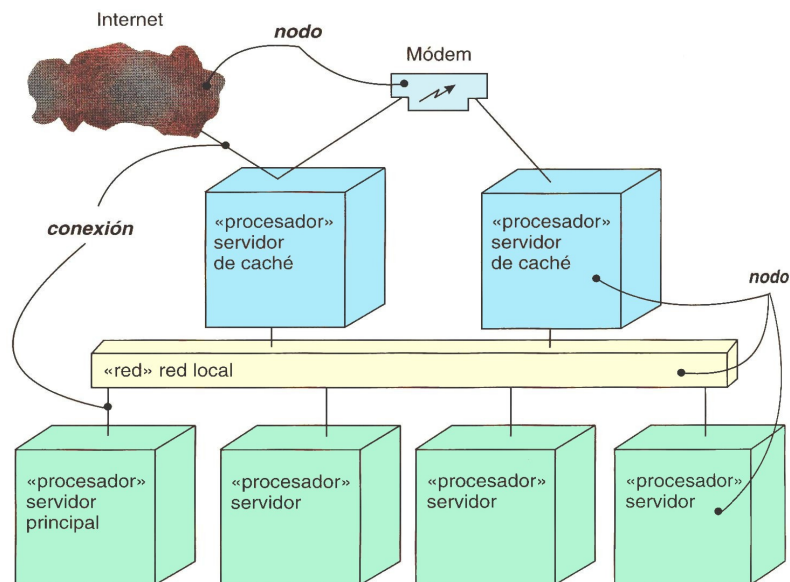 Internet
nodo
Módem
«procesador»
servidor
de caché
«procesador»
servidor
de caché
conexión
nodo
«red» red local
«procesador»
servidor
principal
«procesador»
servidor
«procesador»
servidor
«procesador»
servidor